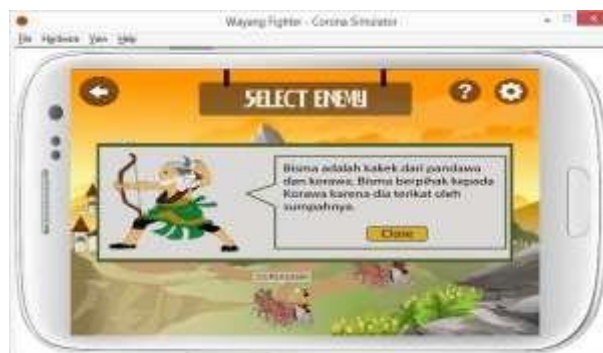 Wayang Fighter - Corona Simulator
File Hardware View Help
SELECT ENEMY
?
Bisma adalah kakek dari pandawa
dan korawa, Bisma berpihak kepada
Korawa karena dia terikat oleh
sumpahnya.
Close